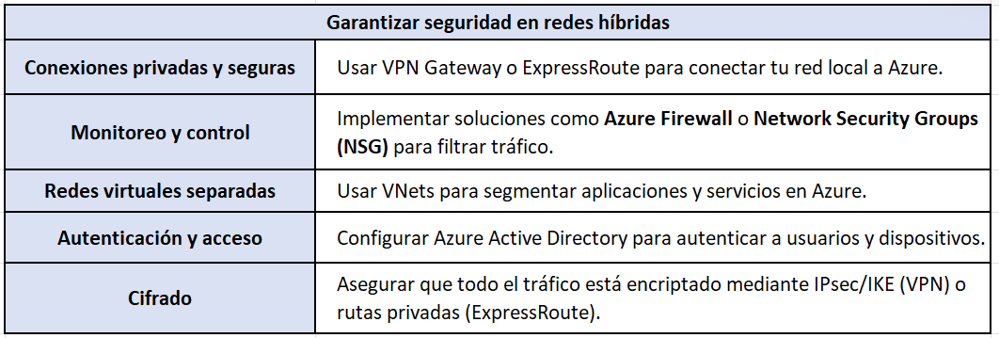 Garantizar seguridad en redes híbridas
Conexiones privadas y seguras
Usar VPN Gateway o ExpressRoute para conectar tu red local a Azure.
Monitoreo y control
Implementar soluciones como Azure Firewall o Network Security Groups
(NSG) para filtrar tráfico.
Redes virtuales separadas
Usar VNets para segmentar aplicaciones y servicios en Azure.
Autenticación y acceso
Configurar Azure Active Directory para autenticar a usuarios y dispositivos.
Cifrado
Asegurar que todo el tráfico está encriptado mediante IPsec/IKE (VPN) o
rutas privadas (ExpressRoute).